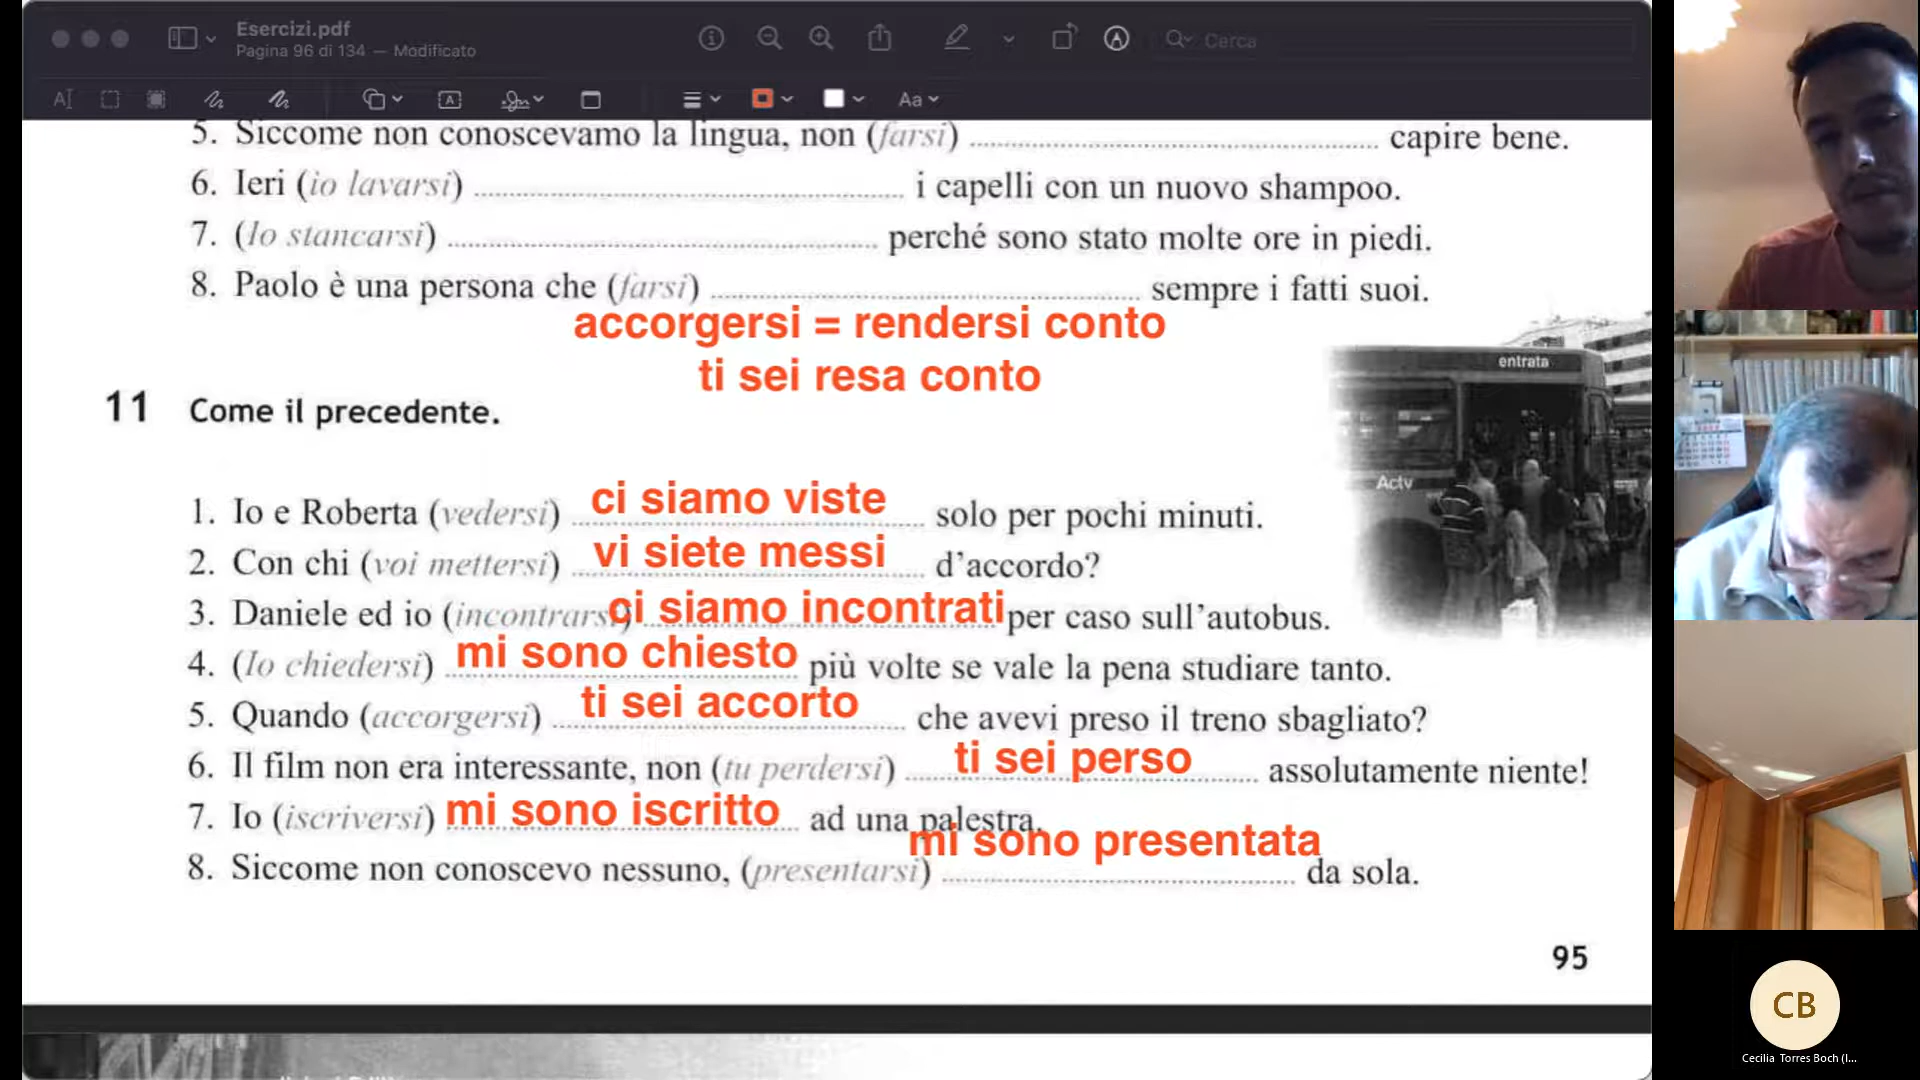 Esercizi.pdf
Pagina 96 di 134 — Modificato
Cerca
Aa
5. Siccome non conoscevamo la lingua, non (farsi) capire bene.
6. Ieri (io lavarsi) i capelli con un nuovo shampoo.
7. (Io stancarsi) perché sono stato molte ore in piedi.
8. Paolo è una persona che (farsi) sempre i fatti suoi.
accorgersi = rendersi conto
ti sei resa conto
entrata
Actv
11 Come il precedente.
1. Io e Roberta (vedersi) ci siamo viste solo per pochi minuti.
2. Con chi (voi mettersi) vi siete messi d'accordo?
3. Daniele ed io (incontrarsi) ci siamo incontrati per caso sull'autobus.
4. (Io chiedersi) mi sono chiesto più volte se vale la pena studiare tanto.
5. Quando (accorgersi) ti sei accorto che avevi preso il treno sbagliato?
6. Il film non era interessante, non (tu perdersi) ti sei perso assolutamente niente!
7. Io (iscriversi) mi sono iscritto ad una palestra.
8. Siccome non conoscevo nessuno, (presentarsi) mi sono presentata da sola.
95
CB
Cecilia Torres Boch (I...